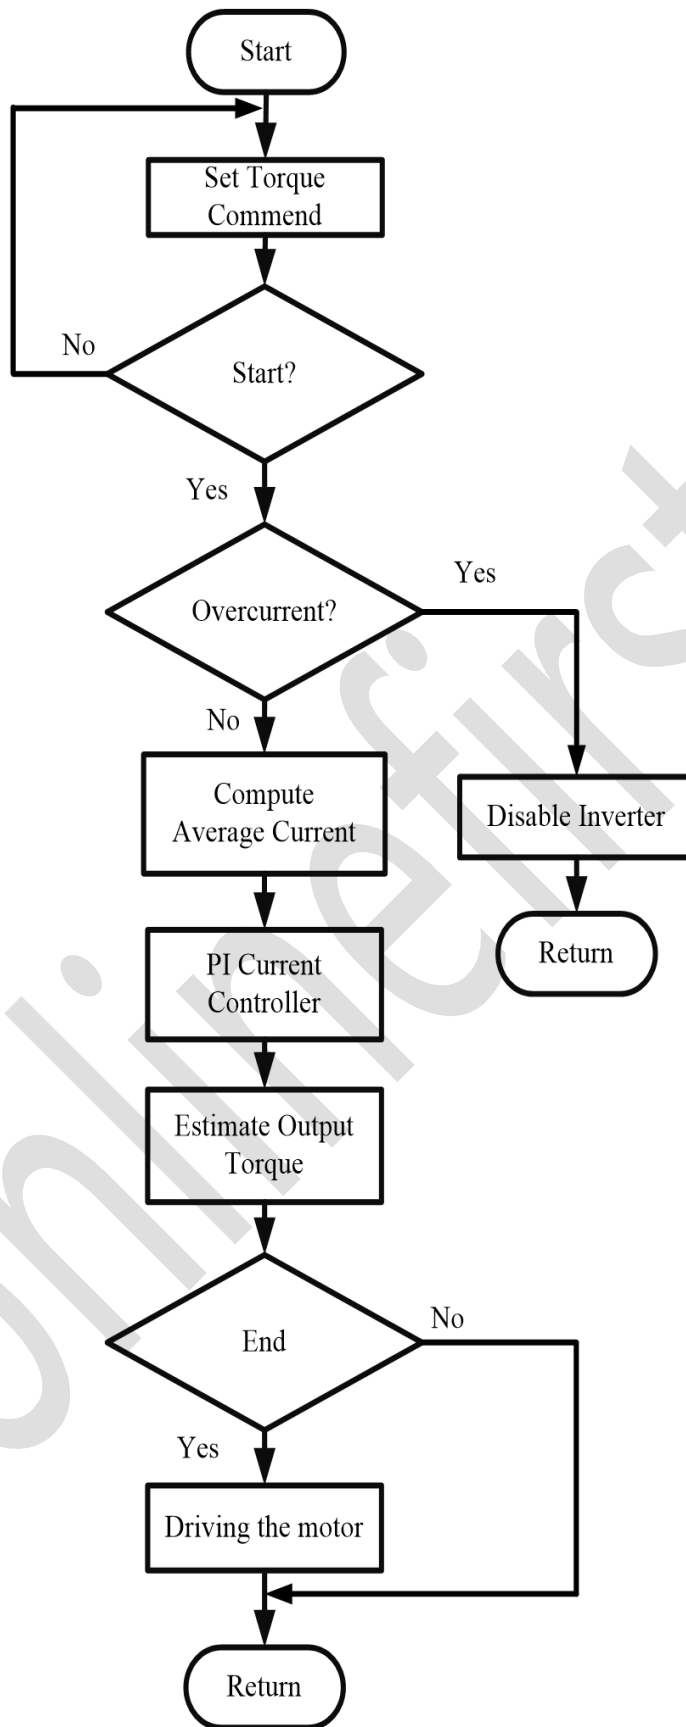 Start
Set Torque
Commend
No
Start?
Yes
Yes
Overcurrent?
No
Compute
Average Current
Disable Inverter
PI Current
Controller
Return
Estimate Output
Torque
No
End
Yes
Driving the motor
Return
onlinefirst